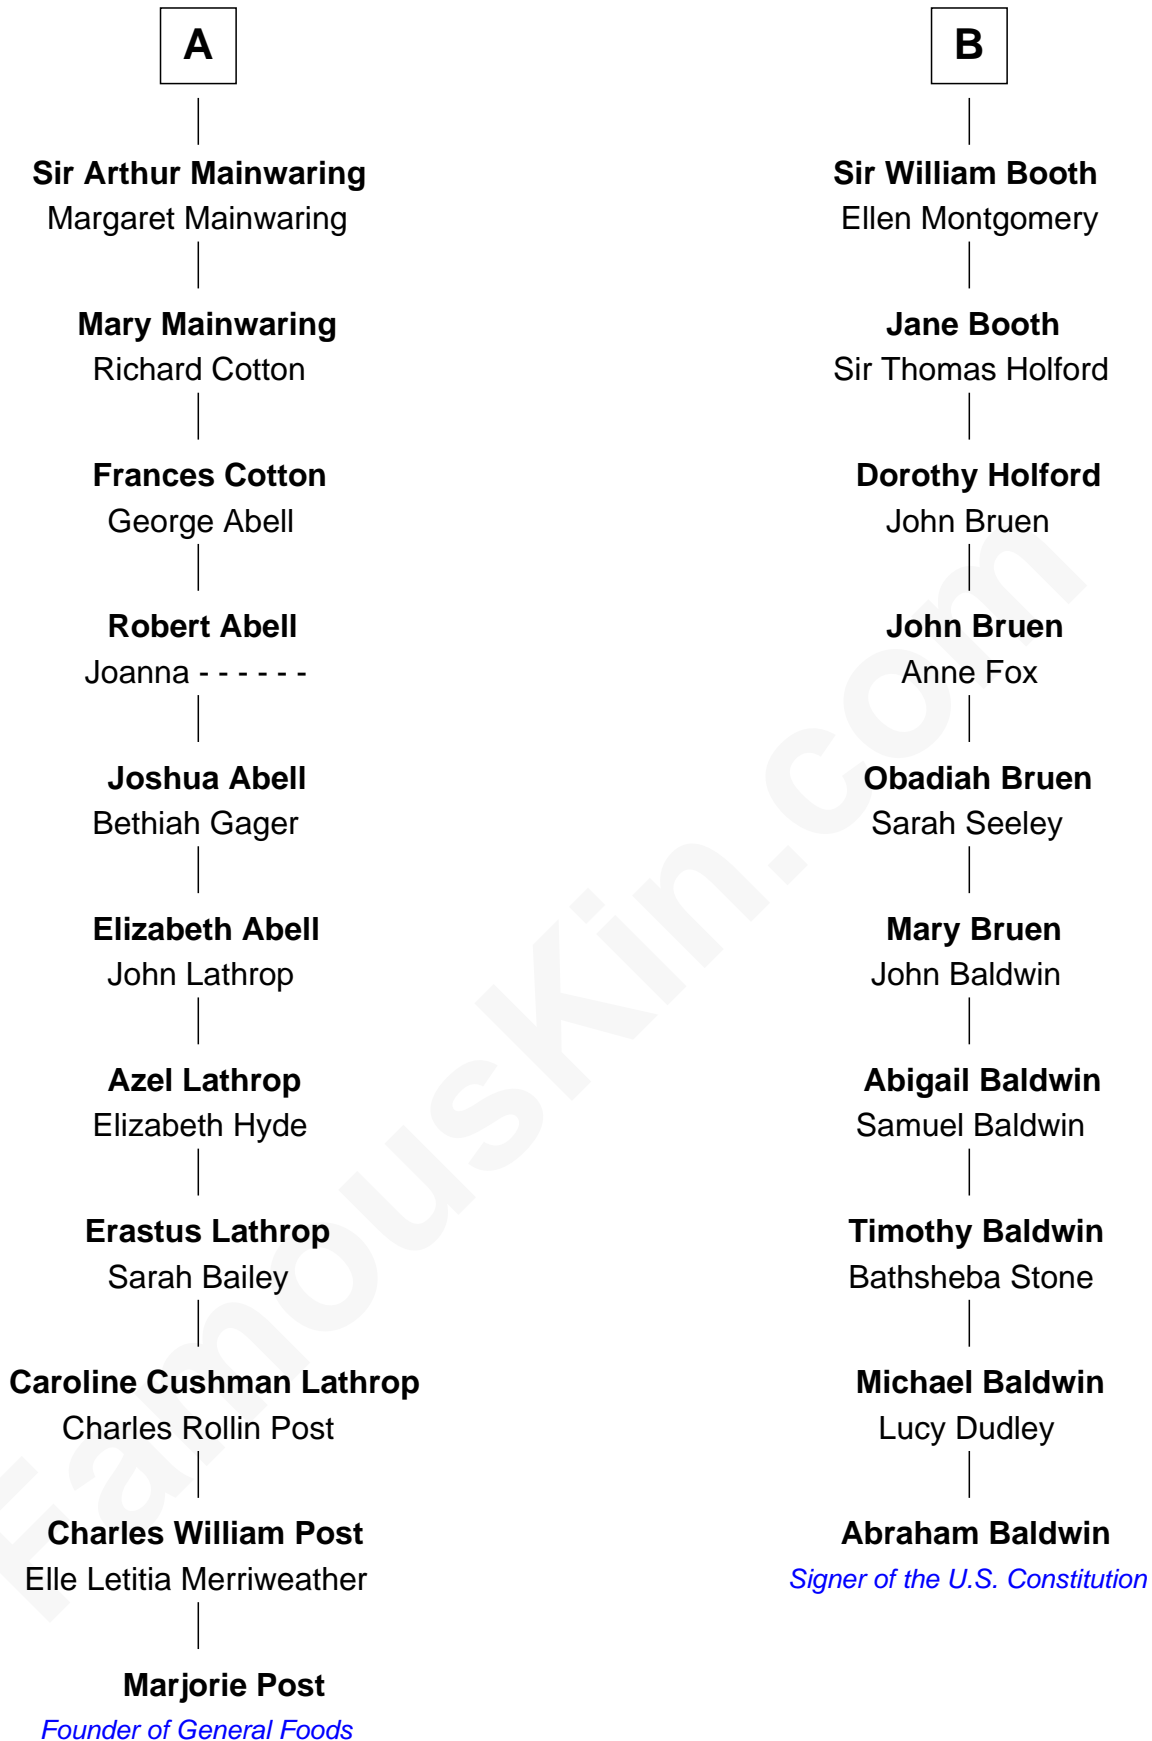 A
Sir Arthur Mainwaring
Margaret Mainwaring
Mary Mainwaring
Richard Cotton
Frances Cotton
George Abell
Robert Abell
Joanna - - - - - -
Joshua Abell
Bethiah Gager
Elizabeth Abell
John Lathrop
Azel Lathrop
Elizabeth Hyde
Erastus Lathrop
Sarah Bailey
Caroline Cushman Lathrop
Charles Rollin Post
Charles William Post
Elle Letitia Merriweather
Marjorie Post
Founder of General Foods
B
Sir William Booth
Ellen Montgomery
Jane Booth
Sir Thomas Holford
Dorothy Holford
John Bruen
John Bruen
Anne Fox
Obadiah Bruen
Sarah Seeley
Mary Bruen
John Baldwin
Abigail Baldwin
Samuel Baldwin
Timothy Baldwin
Bathsheba Stone
Michael Baldwin
Lucy Dudley
Abraham Baldwin
Signer of the U.S. Constitution
FamousKin.com